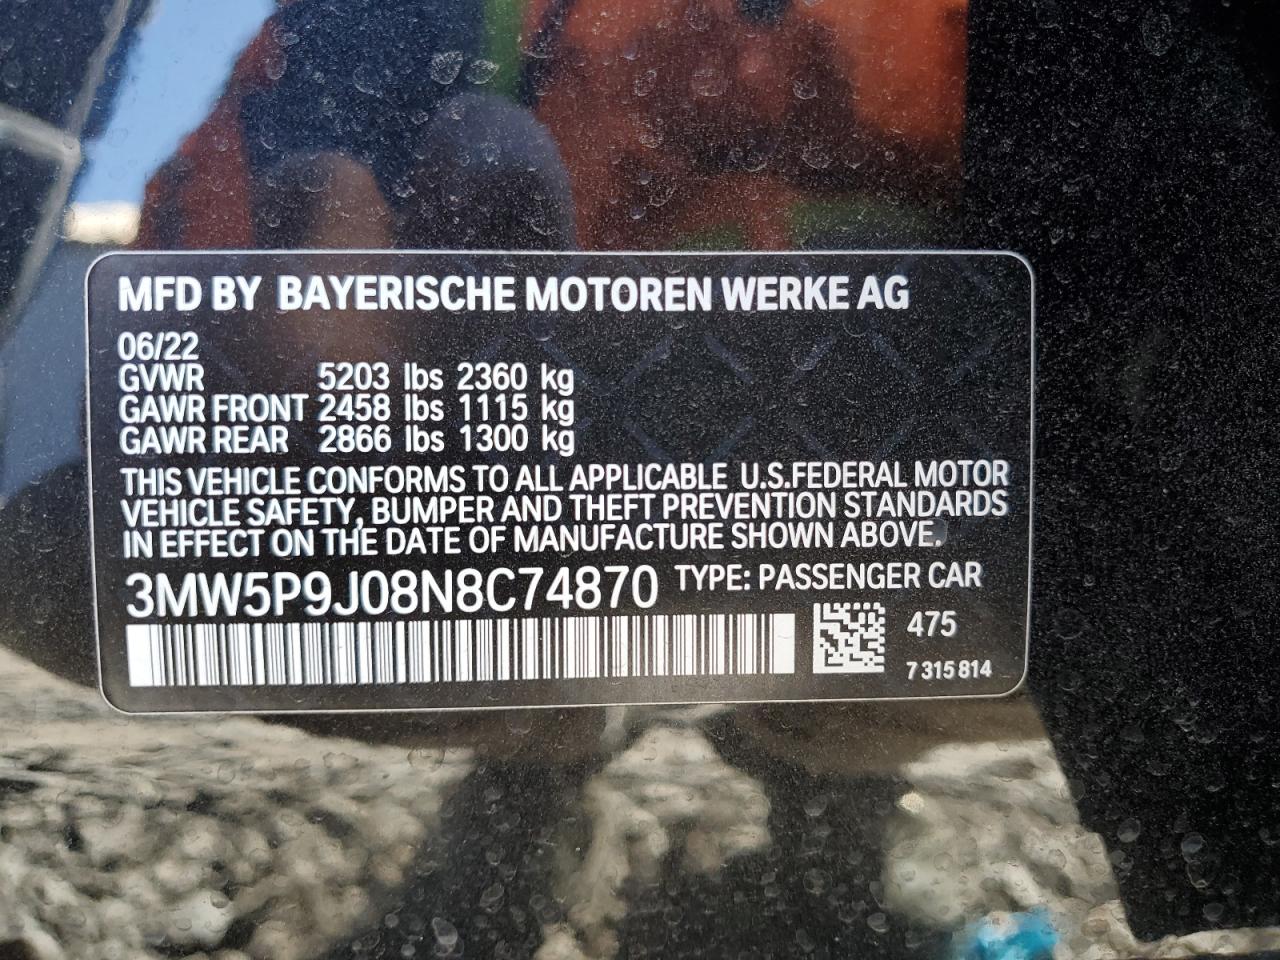 MFD BY BAYERISCHE MOTOREN WERKE AG
06/22
GVWR 5203 lbs 2360 kg
GAWR FRONT 2458 lbs 1115 kg
GAWR REAR 2866 lbs 1300 kg
THIS VEHICLE CONFORMS TO ALL APPLICABLE U.S.FEDERAL MOTOR
VEHICLE SAFETY, BUMPER AND THEFT PREVENTION STANDARDS
IN EFFECT ON THE DATE OF MANUFACTURE SHOWN ABOVE.
3MW5P9J08N8C74870 TYPE: PASSENGER CAR
475
7 315 814